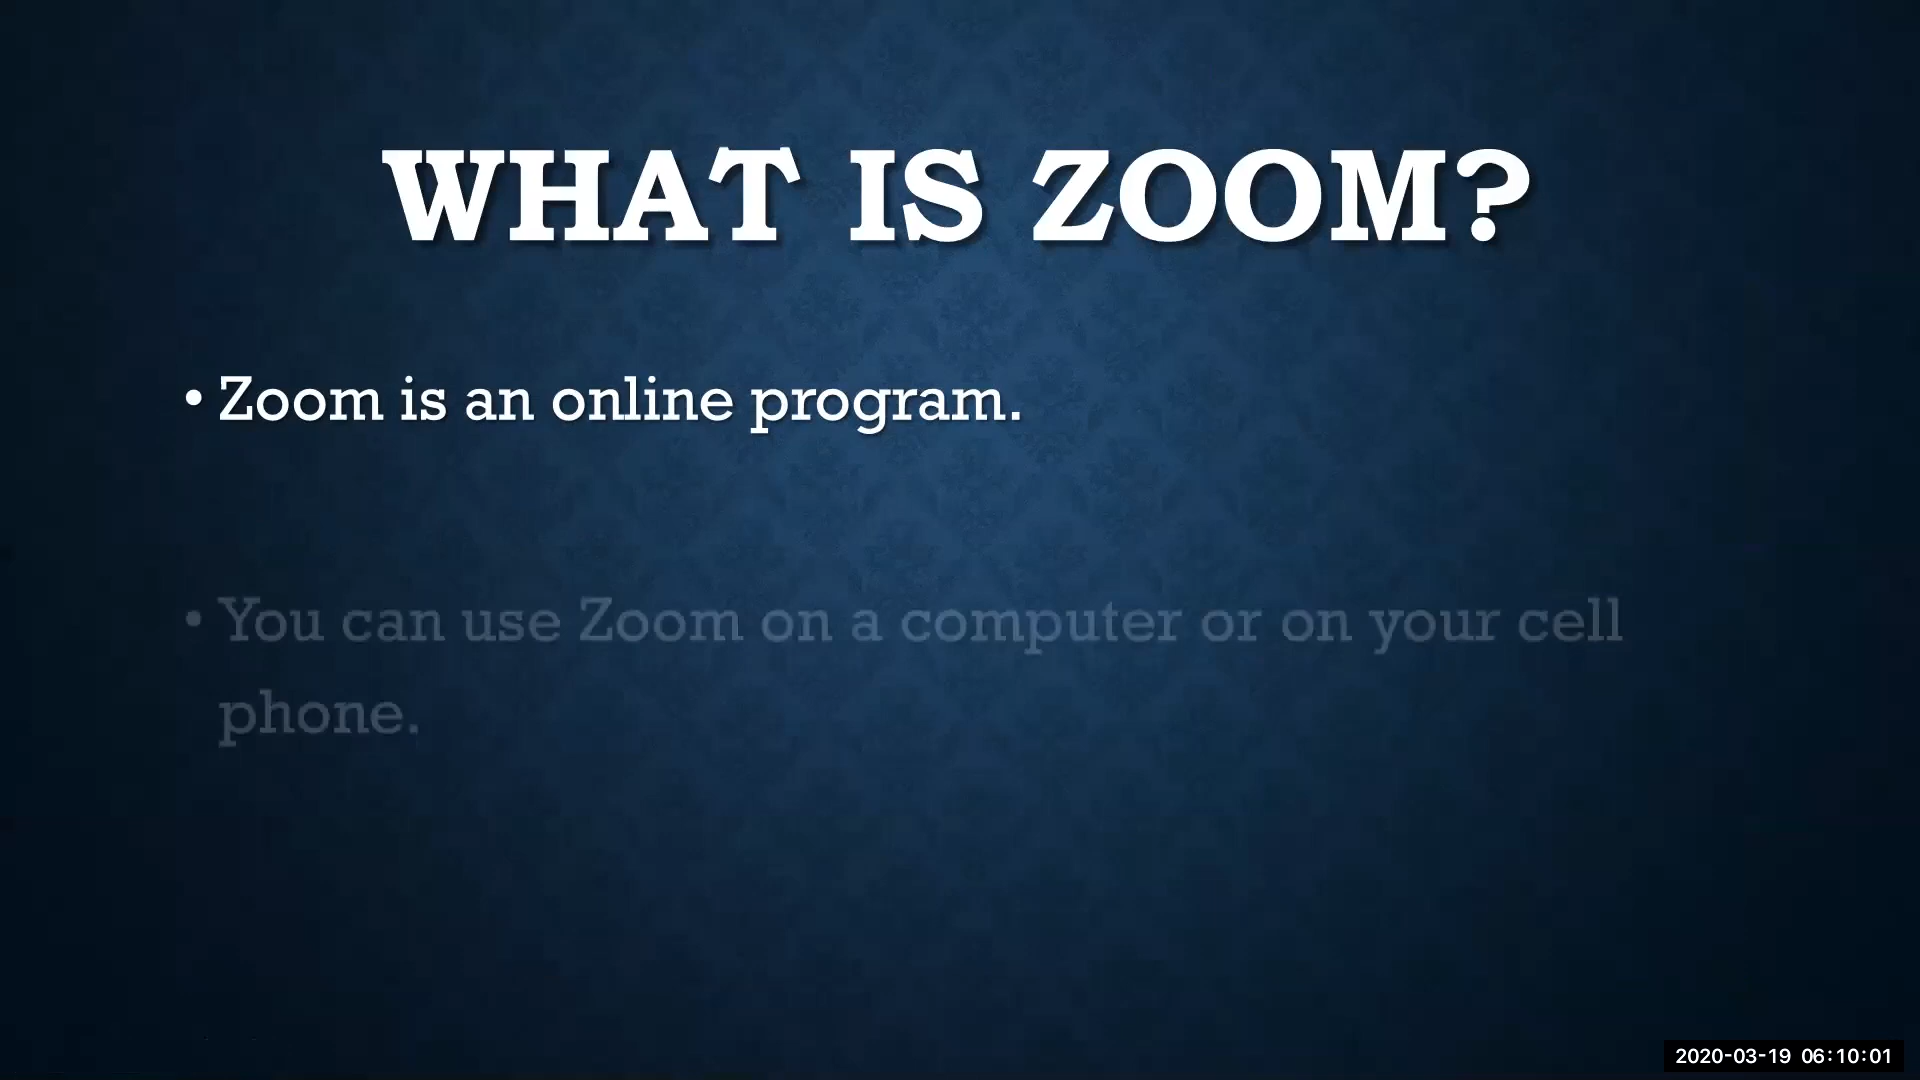 WHAT IS ZOOM?
• Zoom is an online program.
• You can use Zoom on a computer or on your cell
phone.
2020-03-19 06:10:01